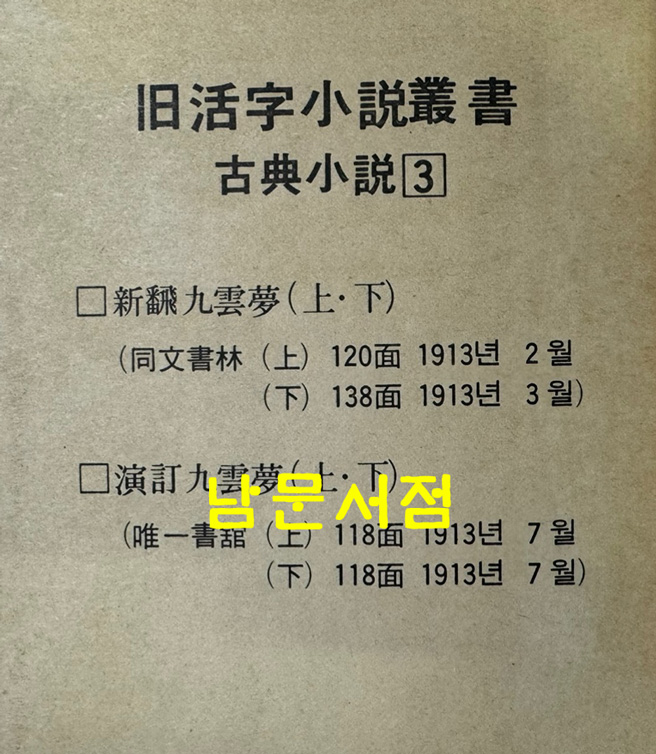 旧活字小説叢書
古典小説 3
□新飜九雲夢(上·下)
(同文書林 (上) 120面 1913년 2월
(下) 138面 1913년 3월)
□演訂九雲夢(上·下)
남문서점
(唯一書舘 (上) 118面 1913년 7월
(下) 118面 1913년 7월)